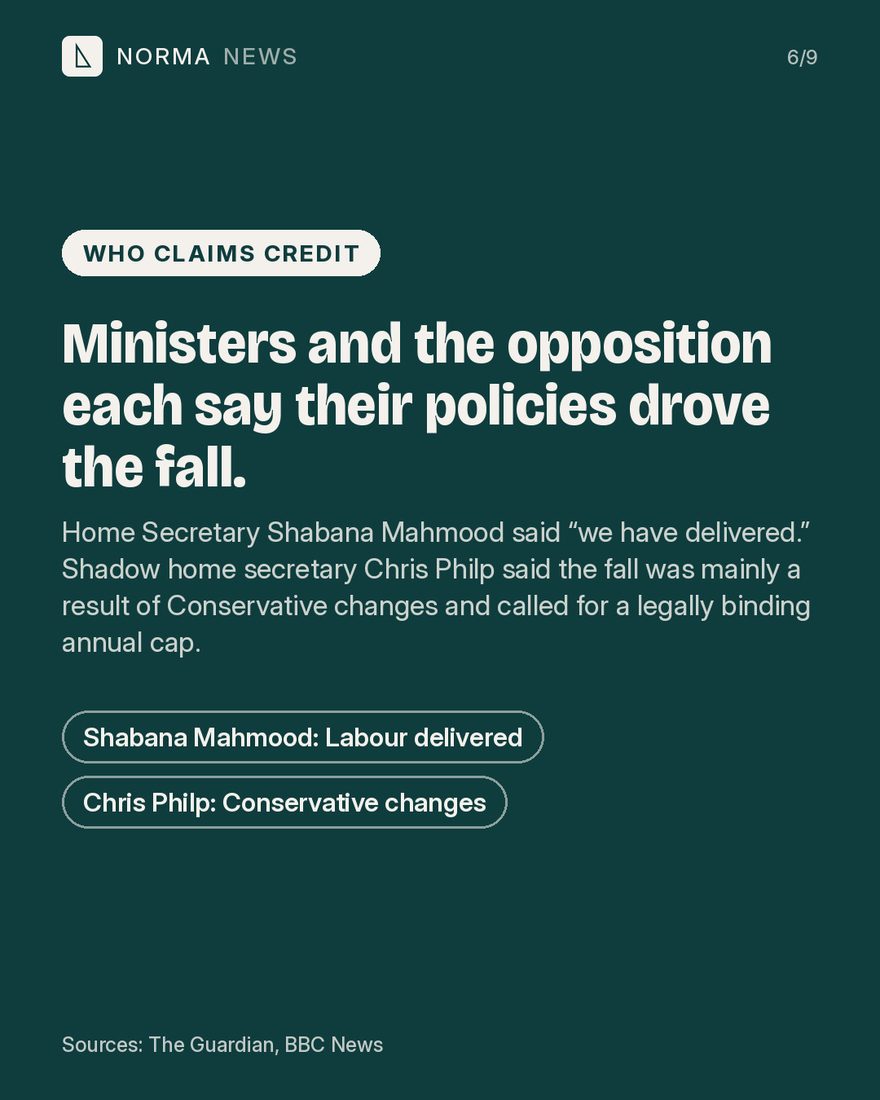 NORMA NEWS
6/9
WHO CLAIMS CREDIT
Ministers and the opposition
each say their policies drove
the fall.
Home Secretary Shabana Mahmood said “we have delivered.”
Shadow home secretary Chris Philp said the fall was mainly a
result of Conservative changes and called for a legally binding
annual cap.
Shabana Mahmood: Labour delivered
Chris Philp: Conservative changes
Sources: The Guardian, BBC News